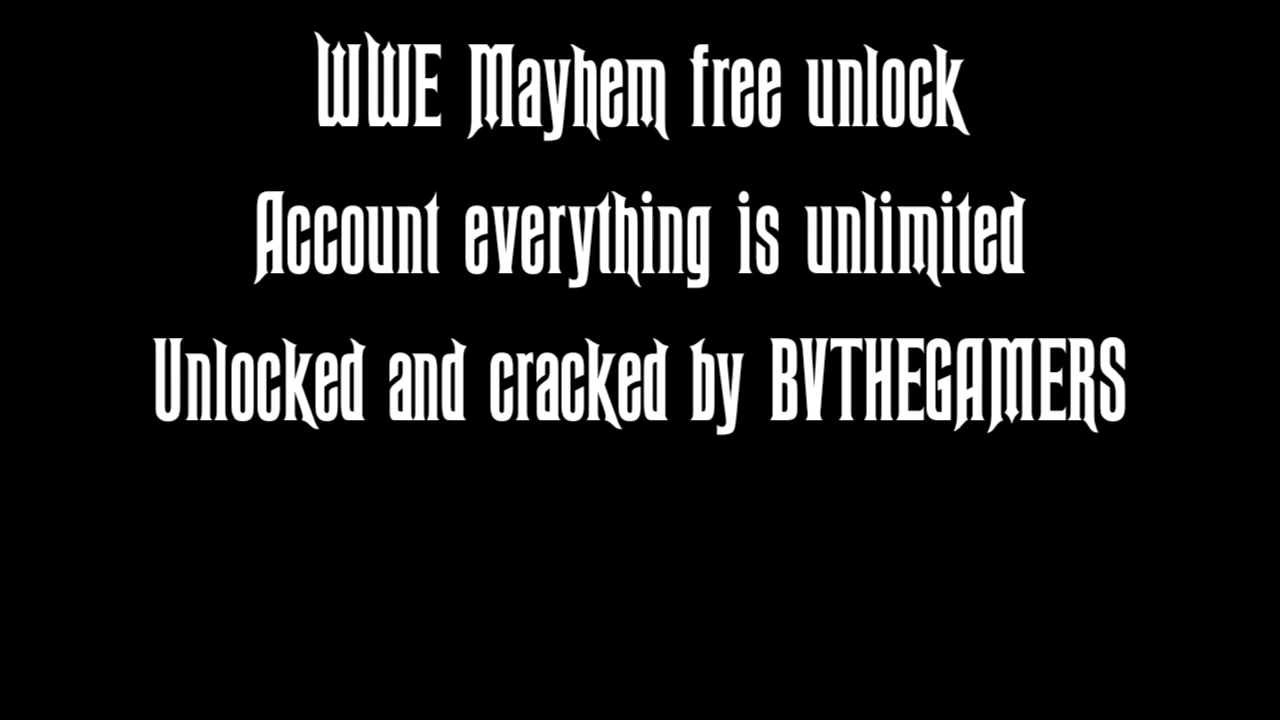 WWE Mayhem free unlock
Account everything is unlimited
Unlocked and cracked by BVTHEGAMERS